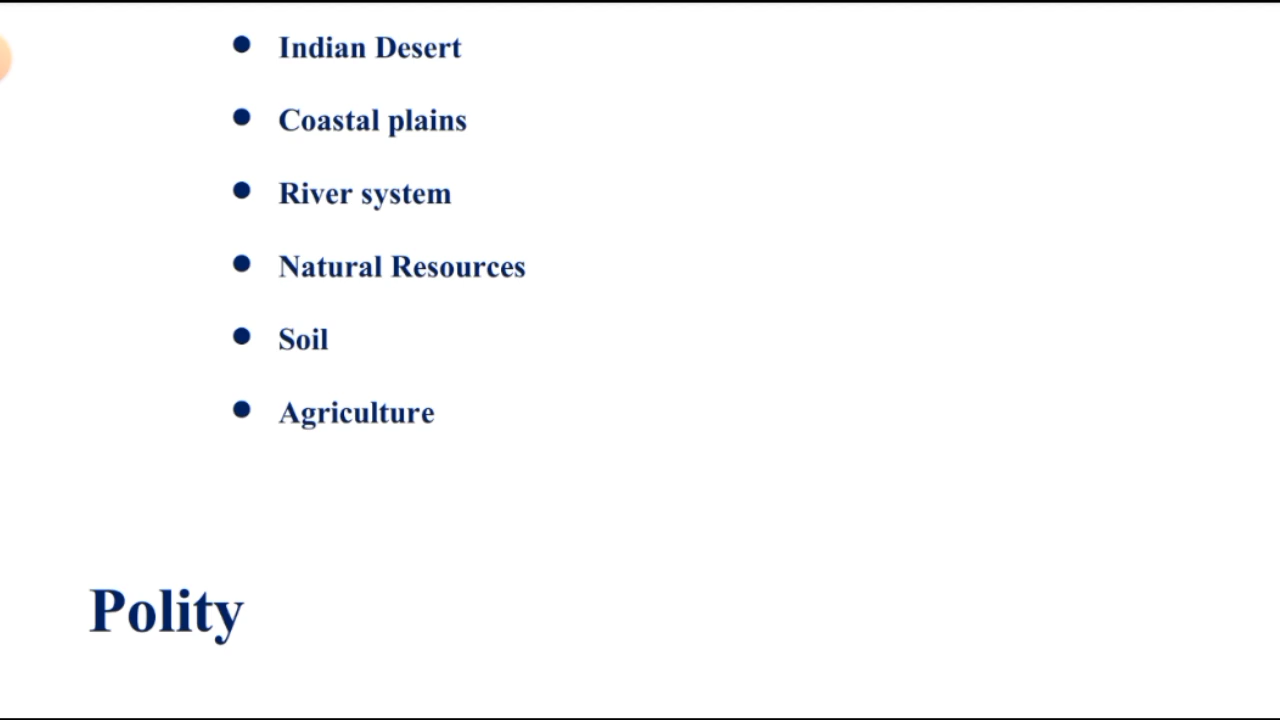 ● Indian Desert
● Coastal plains
● River system
● Natural Resources
● Soil
● Agriculture
Polity